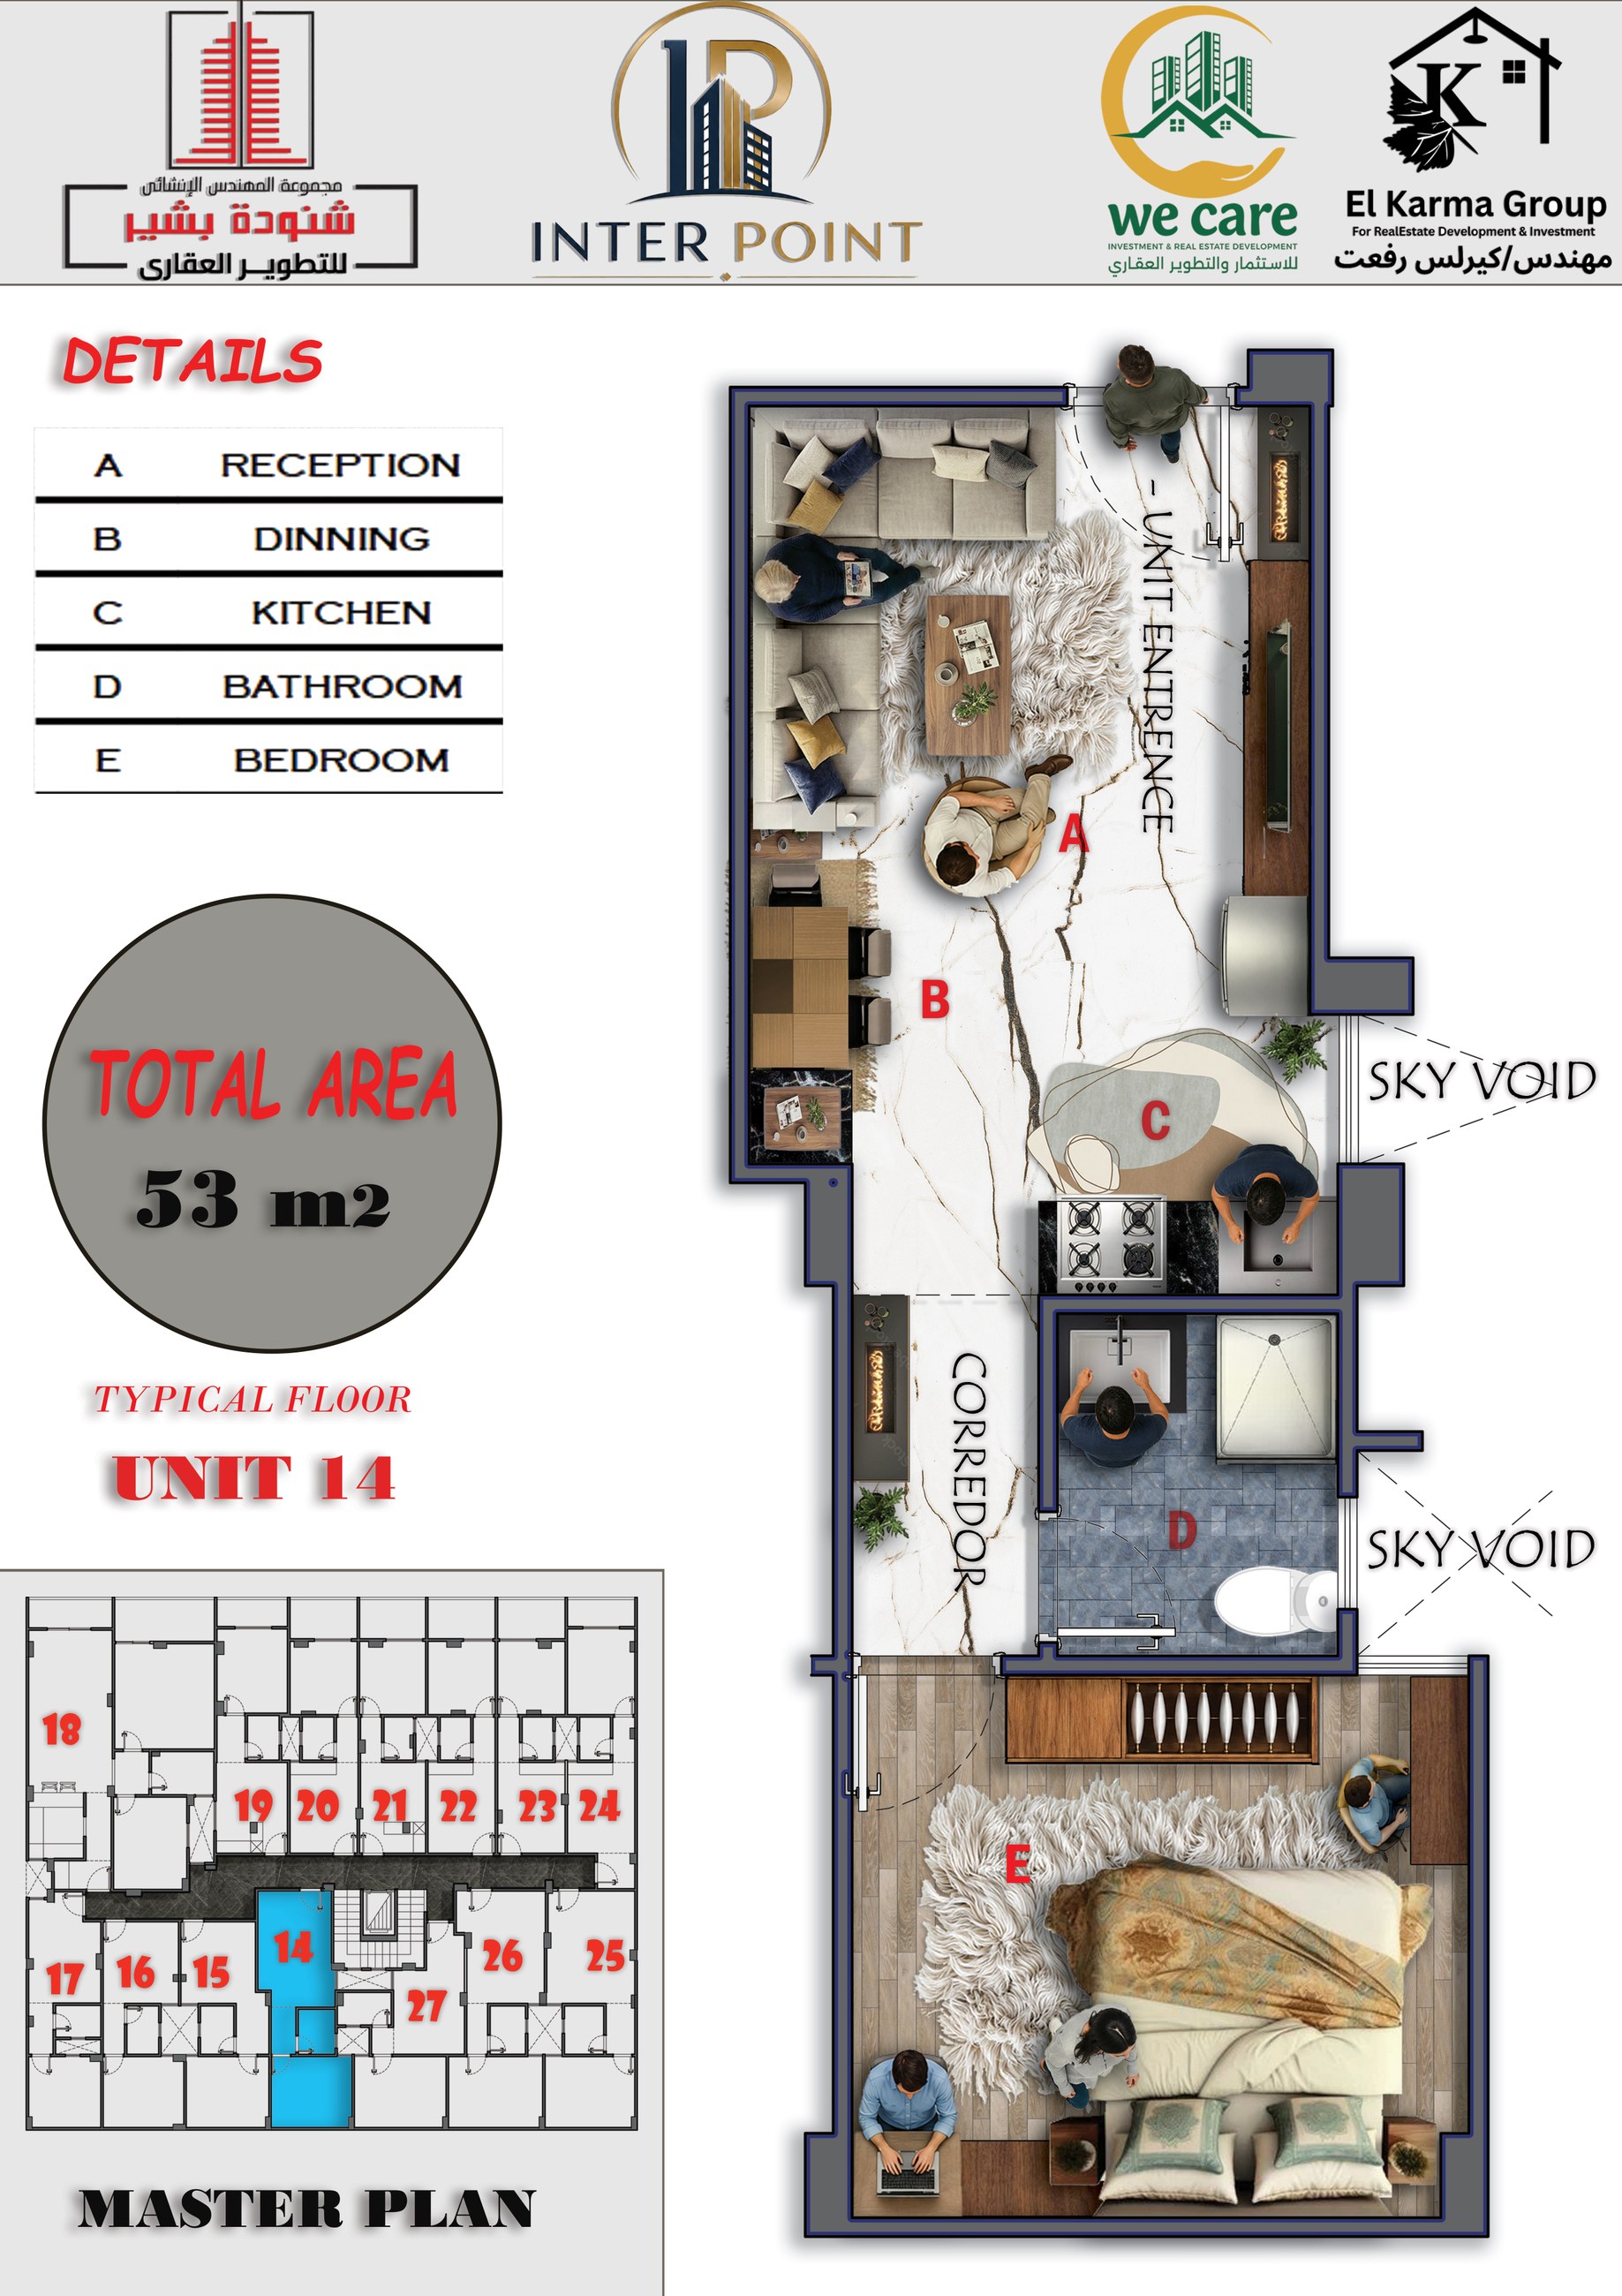 مجموعة المهندس الإنشائى
شنودة بشير
للتطوير العقارى
INTER POINT
we care
INVESTMENT & REAL ESTATE DEVELOPMENT
للاستثمار والتطوير العقاري
K
El Karma Group
For RealEstate Development & Investment
مهندس/كيرلس رفعت
DETAILS
A RECEPTION
B DINNING
C KITCHEN
D BATHROOM
E BEDROOM
TOTAL AREA
53 m2
TYPICAL FLOOR
UNIT 14
- UNIT ENTRENCE
A
B
C
SKY VOID
CORREDOR
D
SKY VOID
E
18
19 20 21 22 23 24
17 16 15 14 27 26 25
MASTER PLAN